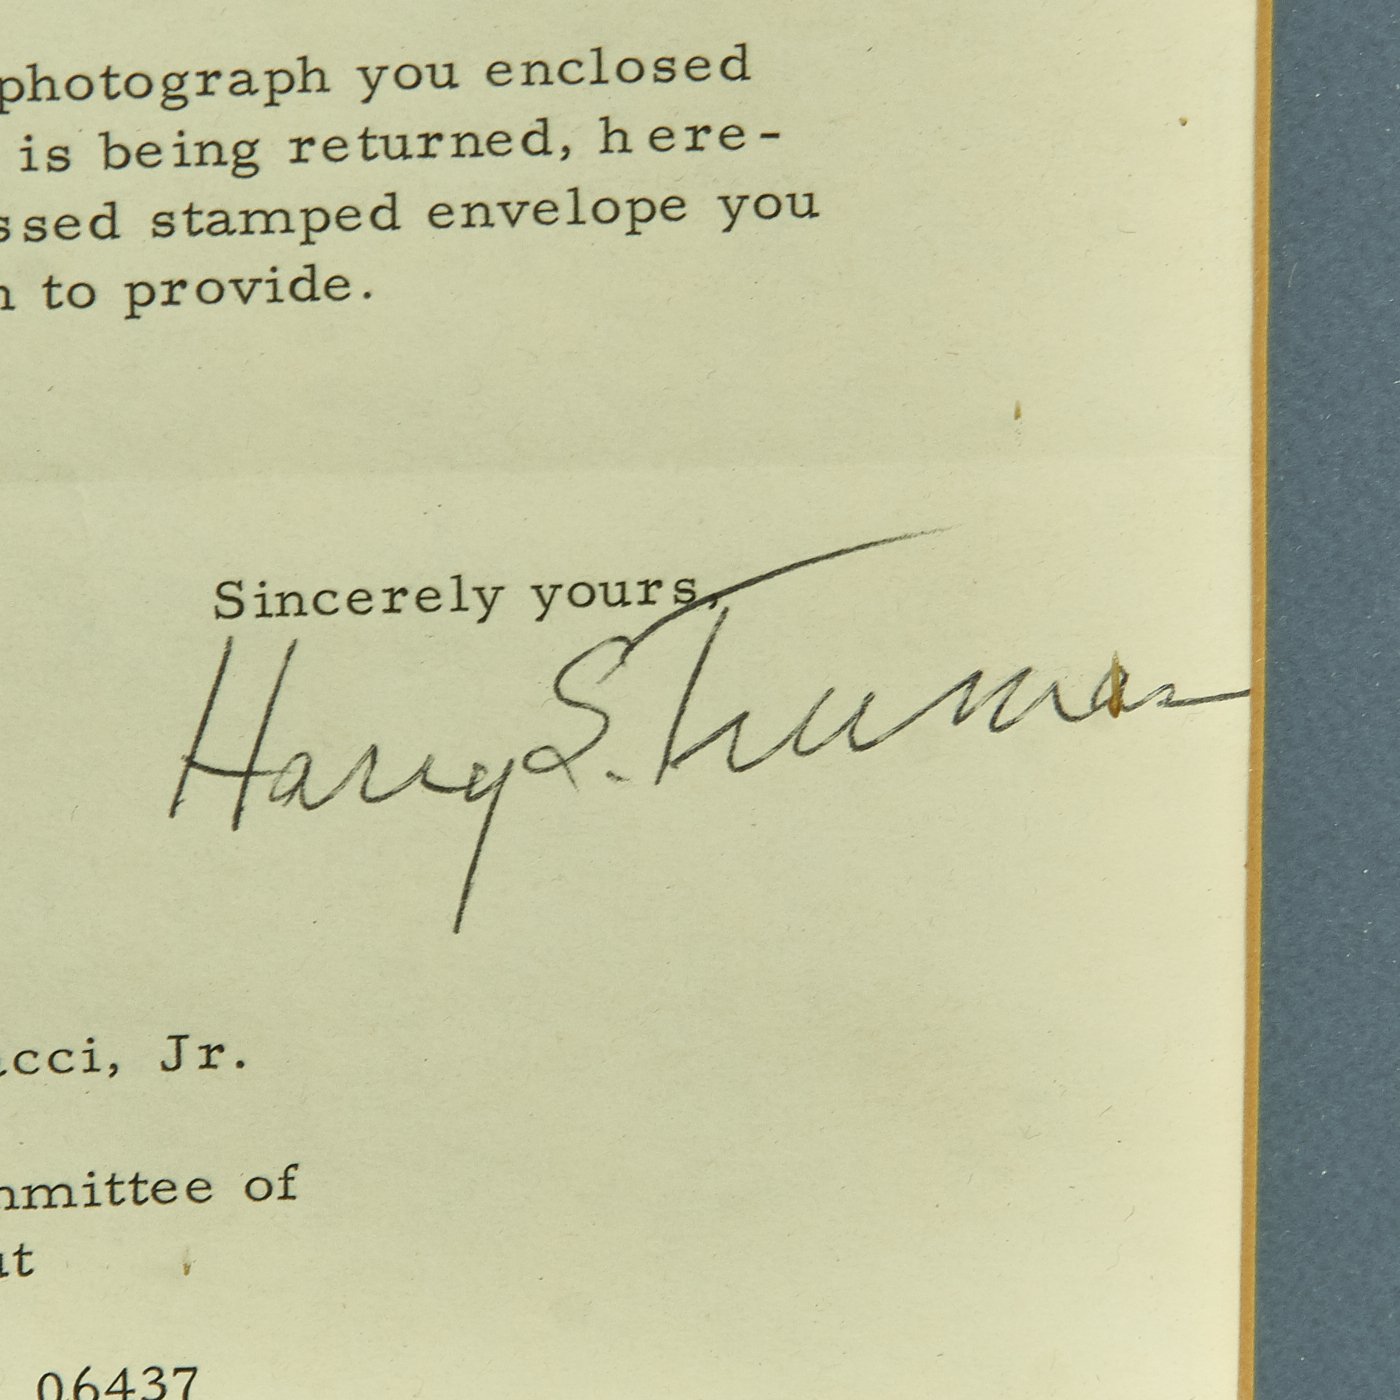 photograph you enclosed
is being returned, here-
ssed stamped envelope you
to provide.
Sincerely yours,
Harry S. Truman
cci, Jr.
mmittee of
06437